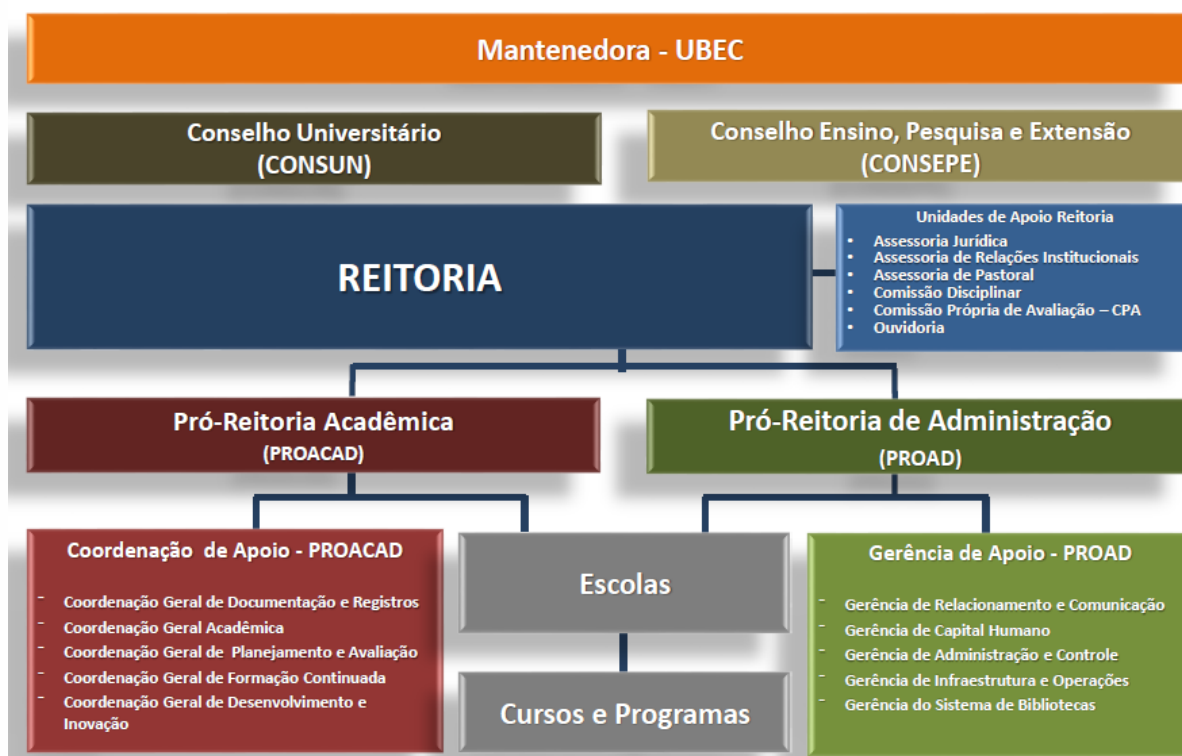 Mantenedora - UBEC
Conselho Universitário
(CONSUN)
Conselho Ensino, Pesquisa e Extensão
(CONSEPE)
REITORIA
Unidades de Apoio Reitoria
• Assessoria Jurídica
• Assessoria de Relações Institucionais
• Assessoria de Pastoral
• Comissão Disciplinar
• Comissão Própria de Avaliação – CPA
• Ouvidoria
Pró-Reitoria Acadêmica
(PROACAD)
Pró-Reitoria de Administração
(PROAD)
Coordenação de Apoio - PROACAD
- Coordenação Geral de Documentação e Registros
- Coordenação Geral Acadêmica
- Coordenação Geral de Planejamento e Avaliação
- Coordenação Geral de Formação Continuada
- Coordenação Geral de Desenvolvimento e
Inovação
Escolas
Cursos e Programas
Gerência de Apoio - PROAD
- Gerência de Relacionamento e Comunicação
- Gerência de Capital Humano
- Gerência de Administração e Controle
- Gerência de Infraestrutura e Operações
- Gerência do Sistema de Bibliotecas